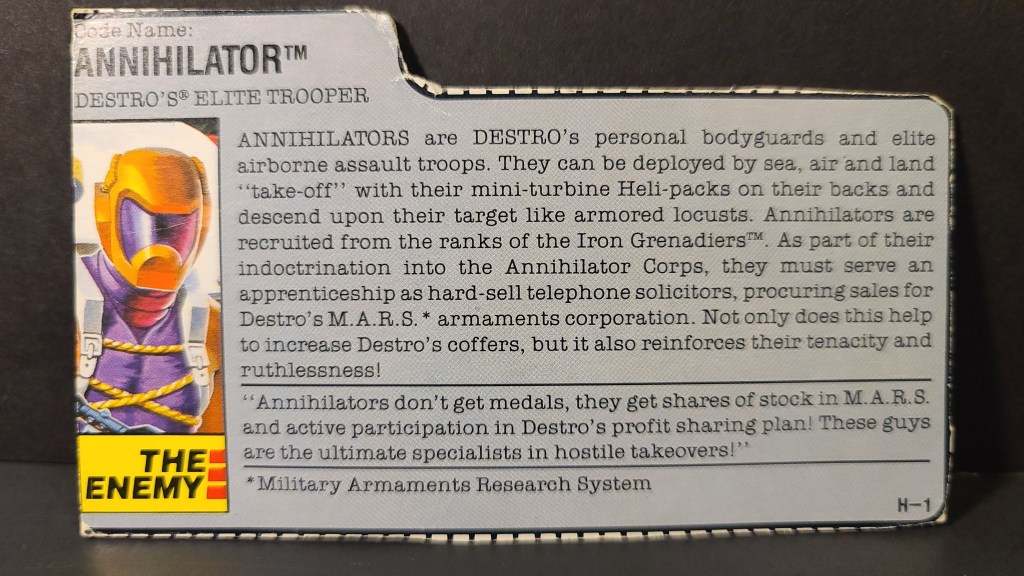 Code Name:
ANNIHILATOR™
DESTRO'S® ELITE TROOPER
ANNIHILATORS are DESTRO's personal bodyguards and elite
airborne assault troops. They can be deployed by sea, air and land
"take-off" with their mini-turbine Heli-packs on their backs and
descend upon their target like armored locusts. Annihilators are
recruited from the ranks of the Iron Grenadiers™. As part of their
indoctrination into the Annihilator Corps, they must serve an
apprenticeship as hard-sell telephone solicitors, procuring sales for
Destro's M.A.R.S.* armaments corporation. Not only does this help
to increase Destro's coffers, but it also reinforces their tenacity and
ruthlessness!
"Annihilators don't get medals, they get shares of stock in M.A.R.S.
and active participation in Destro's profit sharing plan! These guys
are the ultimate specialists in hostile takeovers!"
*Military Armaments Research System
THE
ENEMY
H-1